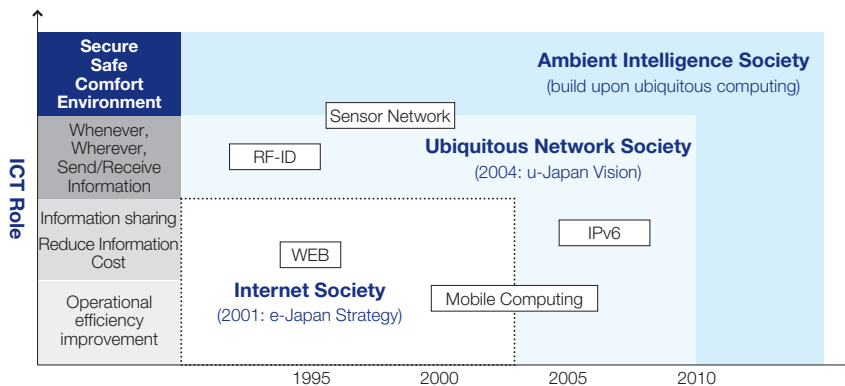 Secure
Safe
Comfort
Environment
Ambient Intelligence Society
(build upon ubiquitous computing)
Sensor Network
Whenever,
Wherever,
Send/Receive
Information
RF-ID
Ubiquitous Network Society
(2004: u-Japan Vision)
ICT Role
Information sharing
Reduce Information
Cost
WEB
IPv6
Internet Society
(2001: e-Japan Strategy)
Mobile Computing
Operational
efficiency
improvement
1995 2000 2005 2010